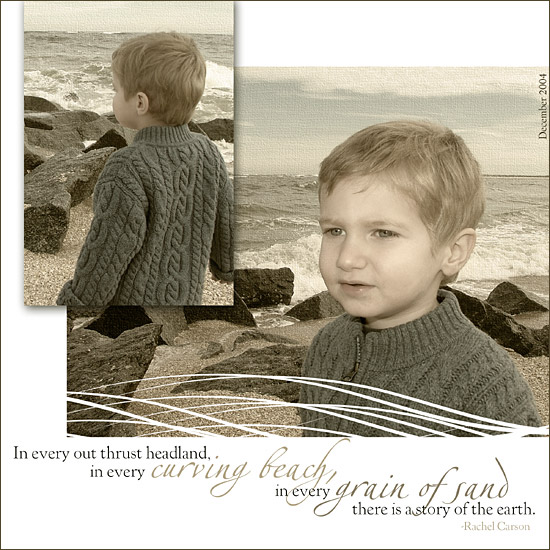 December 2004
In every out thrust headland,
in every curving beach,
in every grain of sand
there is a story of the earth.
-Rachel Carson